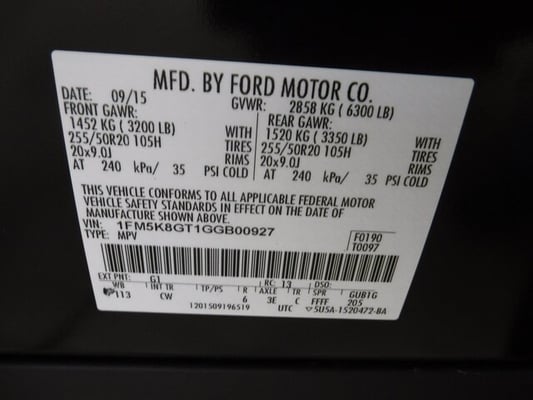 MFD. BY FORD MOTOR CO.
DATE: 09/15 GVWR: 2858 KG ( 6300 LB)
FRONT GAWR: REAR GAWR:
1452 KG ( 3200 LB) WITH 1520 KG ( 3350 LB) WITH
255/50R20 105H TIRES 255/50R20 105H TIRES
20x9.0J RIMS 20x9.0J RIMS
AT 240 kPa/ 35 PSI COLD AT 240 kPa/ 35 PSI COLD
THIS VEHICLE CONFORMS TO ALL APPLICABLE FEDERAL MOTOR
VEHICLE SAFETY STANDARDS IN EFFECT ON THE DATE OF
MANUFACTURE SHOWN ABOVE.
VIN: 1FM5K8GT1GGB00927 F0190
TYPE: MPV T0097
EXT PNT: G1 RC: 13 DSO:
WB INT TR TP/PS R AXLE TR SPR GUB1G
113 CW 6 3E C FFFF 205
1201509196519 UTC 5USA-1520472-BA